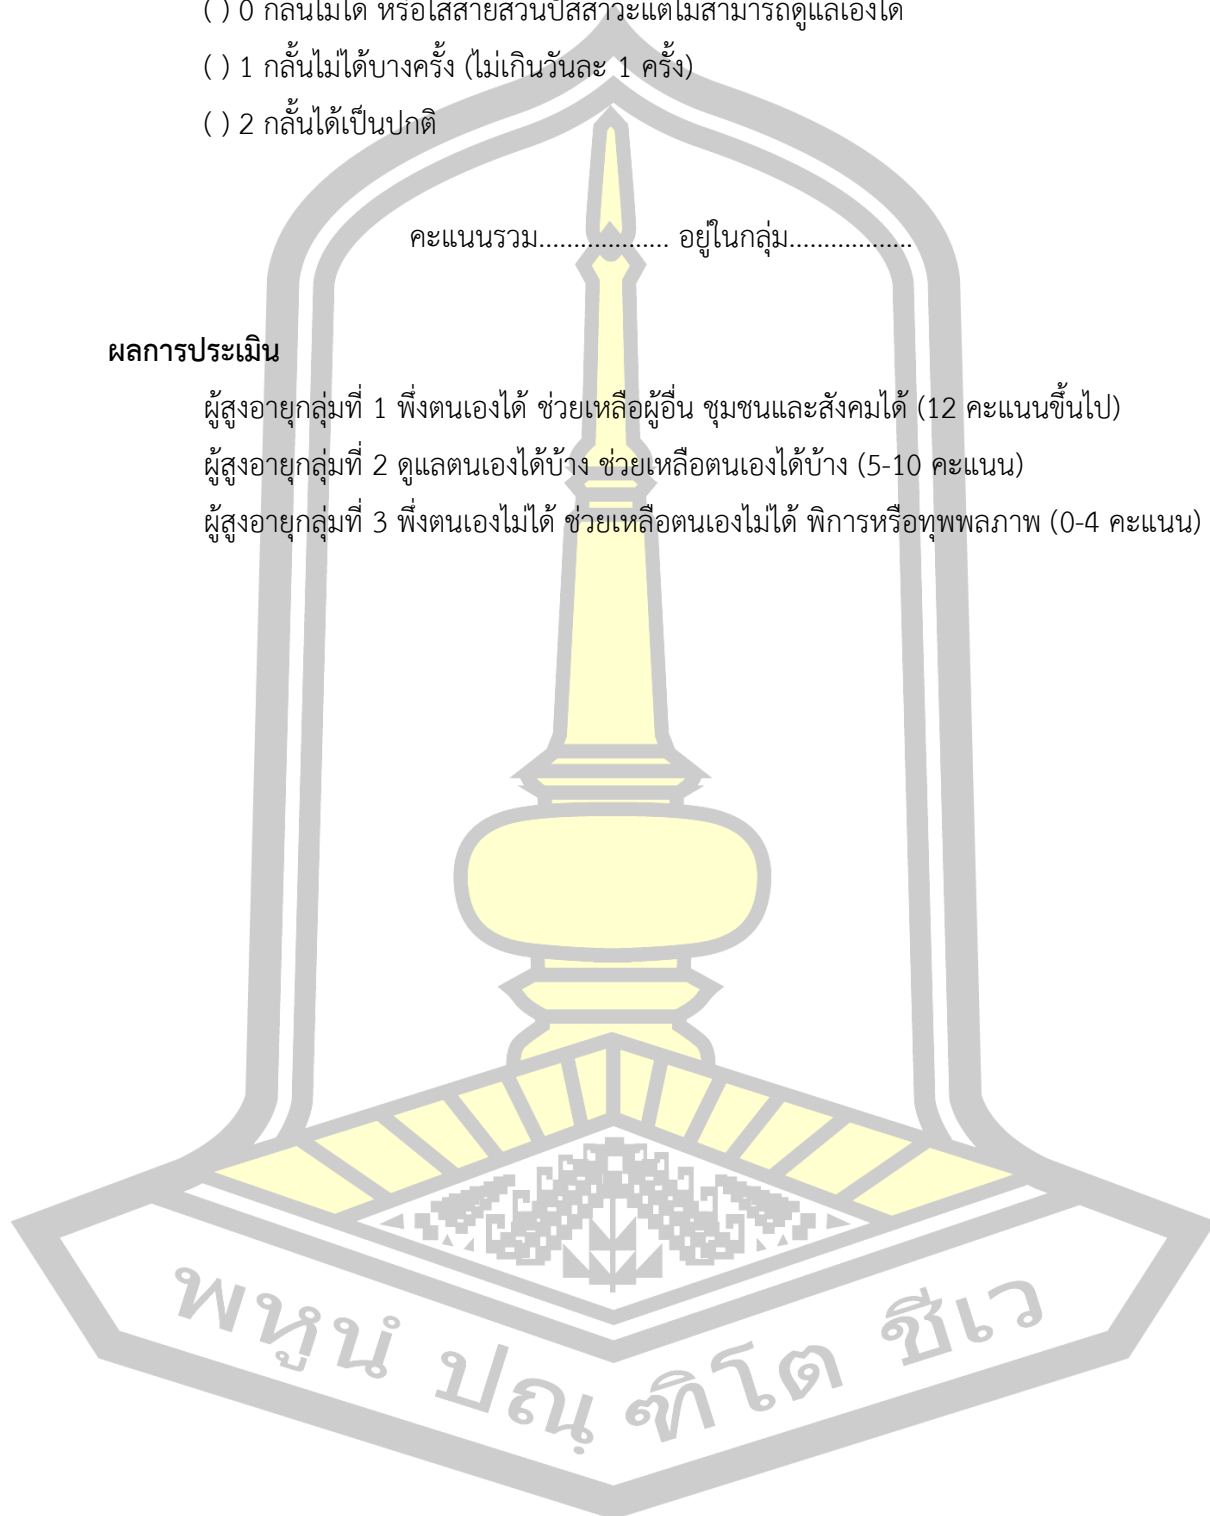 ( ) 0 กลั้นไม่ได้ หรือใส่สายสวนปัสสาวะแต่ไม่สามารถดูแลเองได้
( ) 1 กลั้นไม่ได้บางครั้ง (ไม่เกินวันละ 1 ครั้ง)
( ) 2 กลั้นได้เป็นปกติ
คะแนนรวม................... อยู่ในกลุ่ม..................
ผลการประเมิน
ผู้สูงอายุกลุ่มที่ 1 พึ่งตนเองได้ ช่วยเหลือผู้อื่น ชุมชนและสังคมได้ (12 คะแนนขึ้นไป)
ผู้สูงอายุกลุ่มที่ 2 ดูแลตนเองได้บ้าง ช่วยเหลือตนเองได้บ้าง (5-10 คะแนน)
ผู้สูงอายุกลุ่มที่ 3 พึ่งตนเองไม่ได้ ช่วยเหลือตนเองไม่ได้ พิการหรือทุพพลภาพ (0-4 คะแนน)
พหูนํ ปณฺ ฑิโต ชีเว